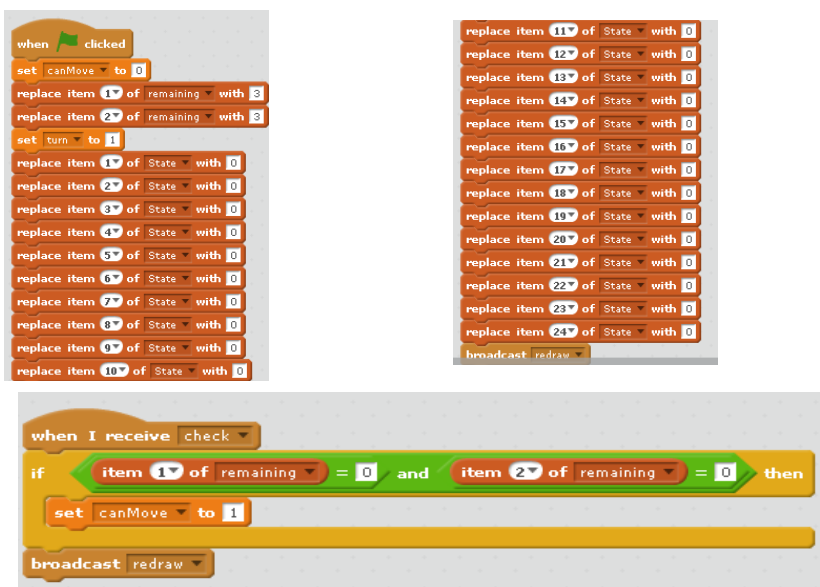 when clicked
set canMove to 0
replace item 1 of remaining with 3
replace item 2 of remaining with 3
set turn to 1
replace item 1 of State with 0
replace item 2 of State with 0
replace item 3 of State with 0
replace item 4 of State with 0
replace item 5 of State with 0
replace item 6 of State with 0
replace item 7 of State with 0
replace item 8 of State with 0
replace item 9 of State with 0
replace item 10 of State with 0
replace item 11 of State with 0
replace item 12 of State with 0
replace item 13 of State with 0
replace item 14 of State with 0
replace item 15 of State with 0
replace item 16 of State with 0
replace item 17 of State with 0
replace item 18 of State with 0
replace item 19 of State with 0
replace item 20 of State with 0
replace item 21 of State with 0
replace item 22 of State with 0
replace item 23 of State with 0
replace item 24 of State with 0
broadcast redraw
when I receive check
if item 1 of remaining = 0 and item 2 of remaining = 0 then
set canMove to 1
broadcast redraw